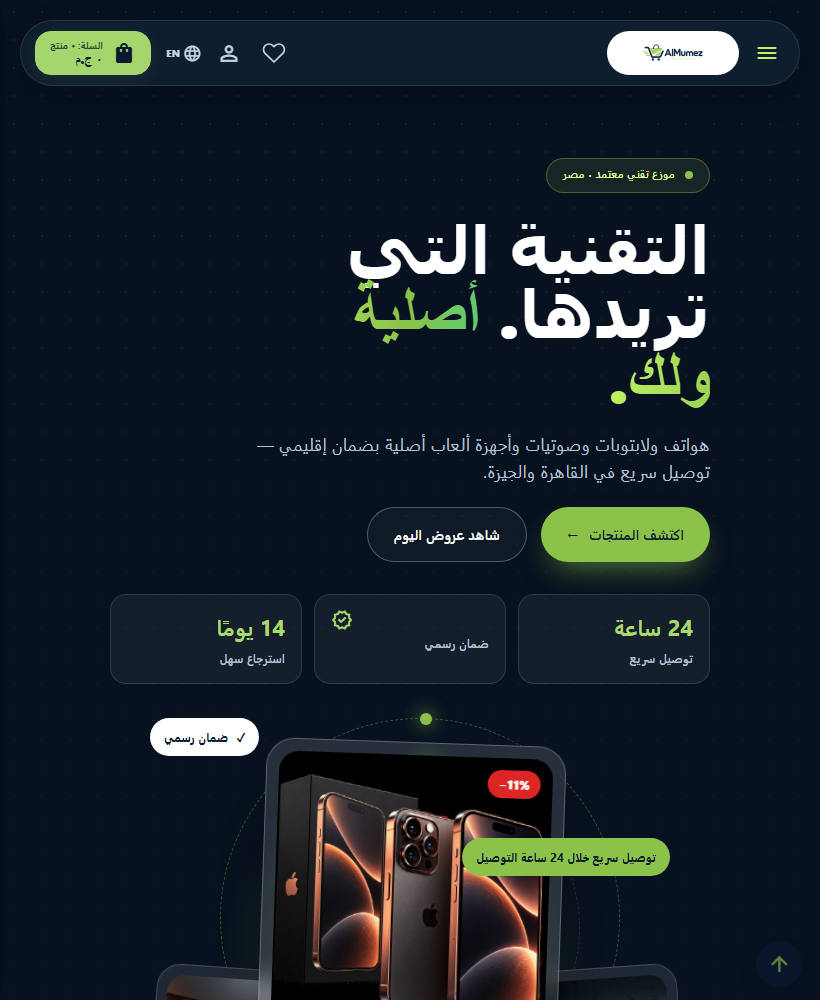 AlMumez
EN
السلة: ٠ منتج
٠ ج.م
موزع تقني معتمد · مصر
التقنية التي
تريدها. أصلية
ولك.
هواتف ولابتوبات وصوتيات وأجهزة ألعاب أصلية بضمان إقليمي —
توصيل سريع في القاهرة والجيزة.
اكتشف المنتجات ←
شاهد عروض اليوم
24 ساعة
توصيل سريع
ضمان رسمي
14 يومًا
استرجاع سهل
✓ ضمان رسمي
−11%
توصيل سريع خلال 24 ساعة التوصيل